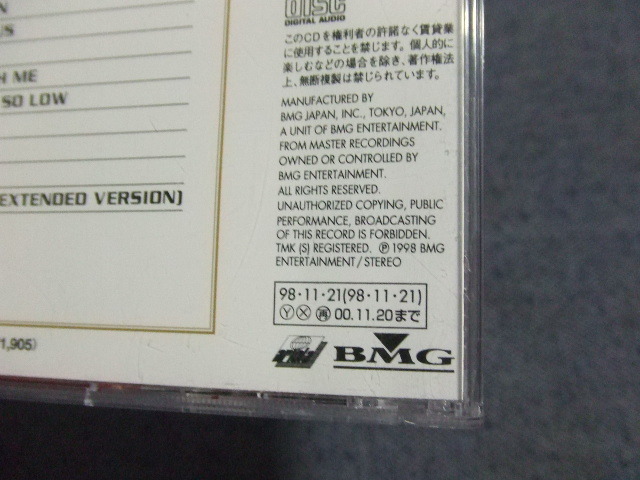 N
US
H ME
SO LOW
EXTENDED VERSION)
1,905)
DISC
DIGITAL AUDIO
このCDを権利者の許諾なく賃貸業
に使用することを禁じます。個人的に
楽しむなどの場合を除き、著作権法
上、無断複製は禁じられています。
MANUFACTURED BY
BMG JAPAN, INC., TOKYO, JAPAN,
A UNIT OF BMG ENTERTAINMENT.
FROM MASTER RECORDINGS
OWNED OR CONTROLLED BY
BMG ENTERTAINMENT.
ALL RIGHTS RESERVED.
UNAUTHORIZED COPYING, PUBLIC
PERFORMANCE, BROADCASTING
OF THIS RECORD IS FORBIDDEN.
TMK (S) REGISTERED. Ⓟ 1998 BMG
ENTERTAINMENT/STEREO
98・11・21(98・11・21)
Ⓨ Ⓧ 再 00.11.20まで
BMG